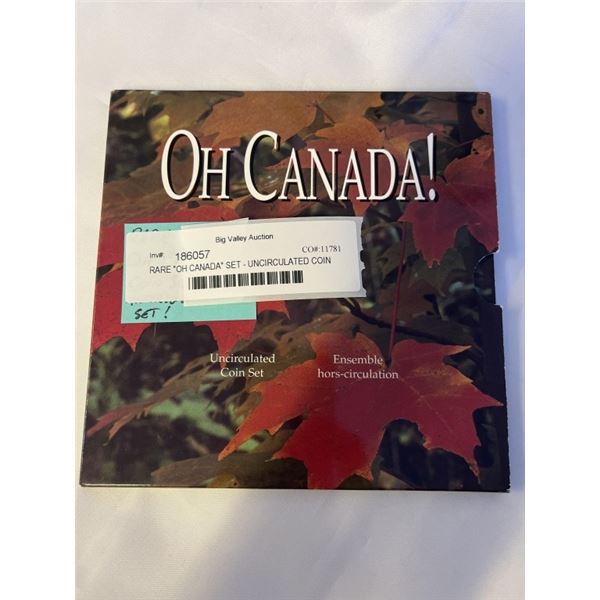 OH CANADA!
Big Valley Auction
Inv#: 186057 CO#:11781
RARE "OH CANADA" SET - UNCIRCULATED COIN
SET!
Uncirculated
Coin Set
Ensemble
hors-circulation